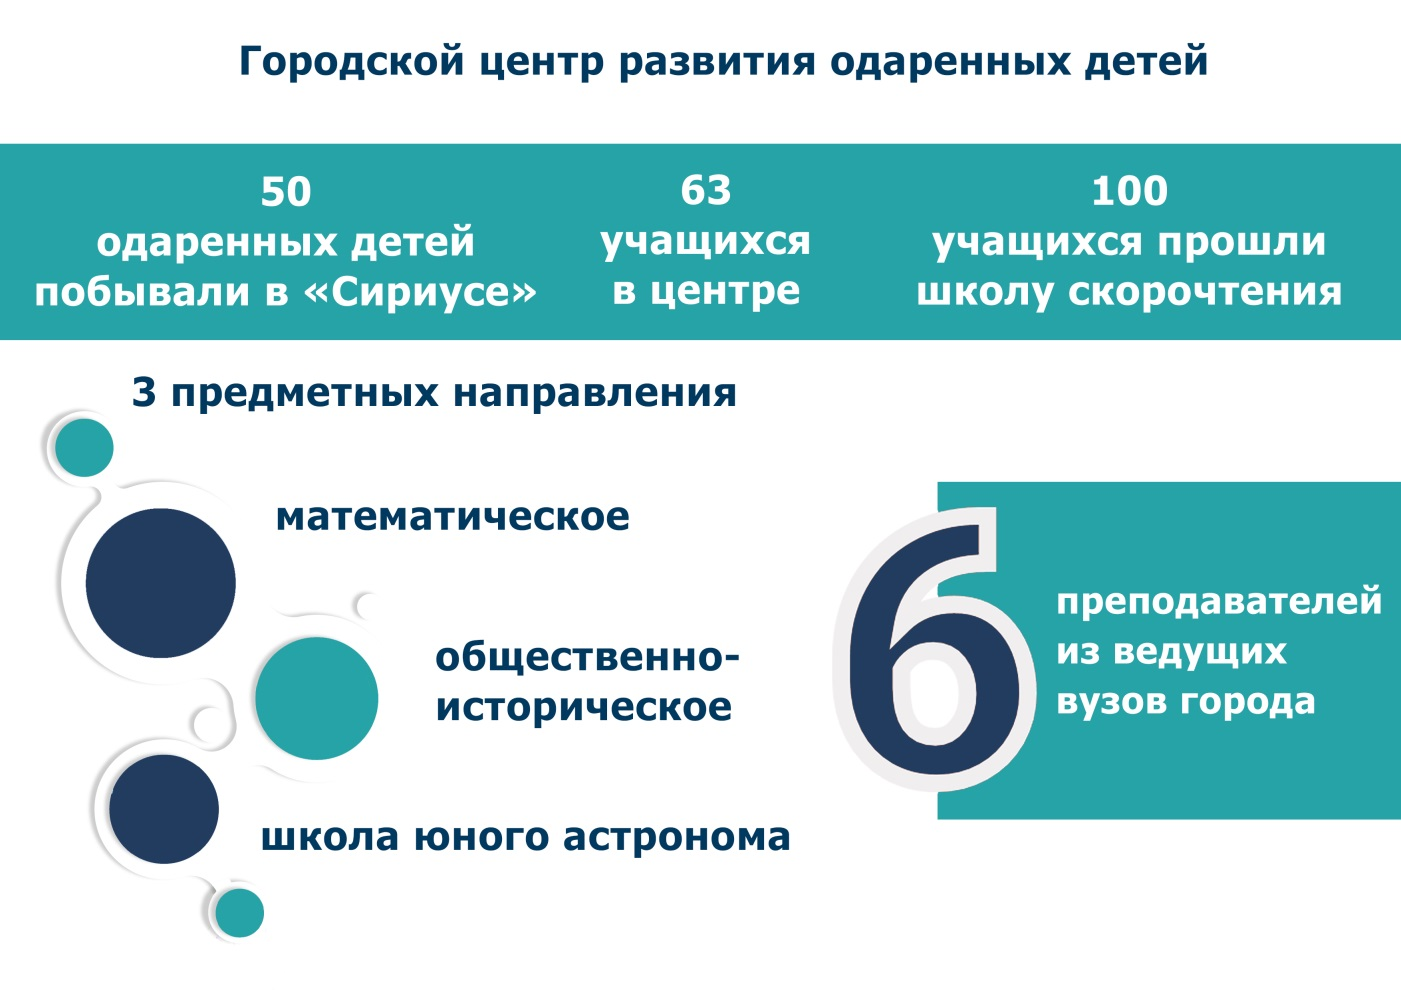 Городской центр развития одаренных детей
50
одаренных детей
побывали в «Сириусе»
63
учащихся
в центре
100
учащихся прошли
школу скорочтения
3 предметных направления
математическое
общественно-
историческое
школа юного астронома
6
преподавателей
из ведущих
вузов города